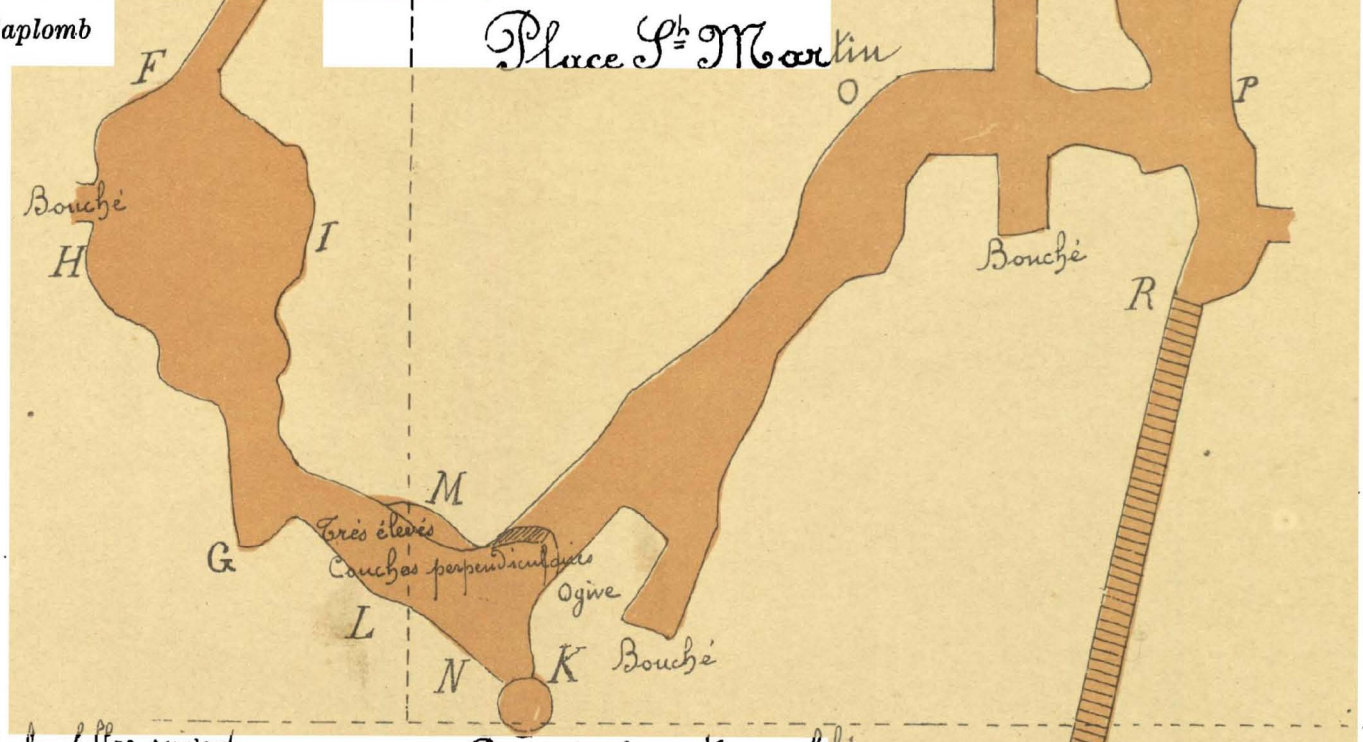 aplomb
Place St Martin
F
O
P
Bouché
H
I
Bouché
R
M
Très élevés
Couches perpendiculaires
G
Ogive
L
N
K
Bouché